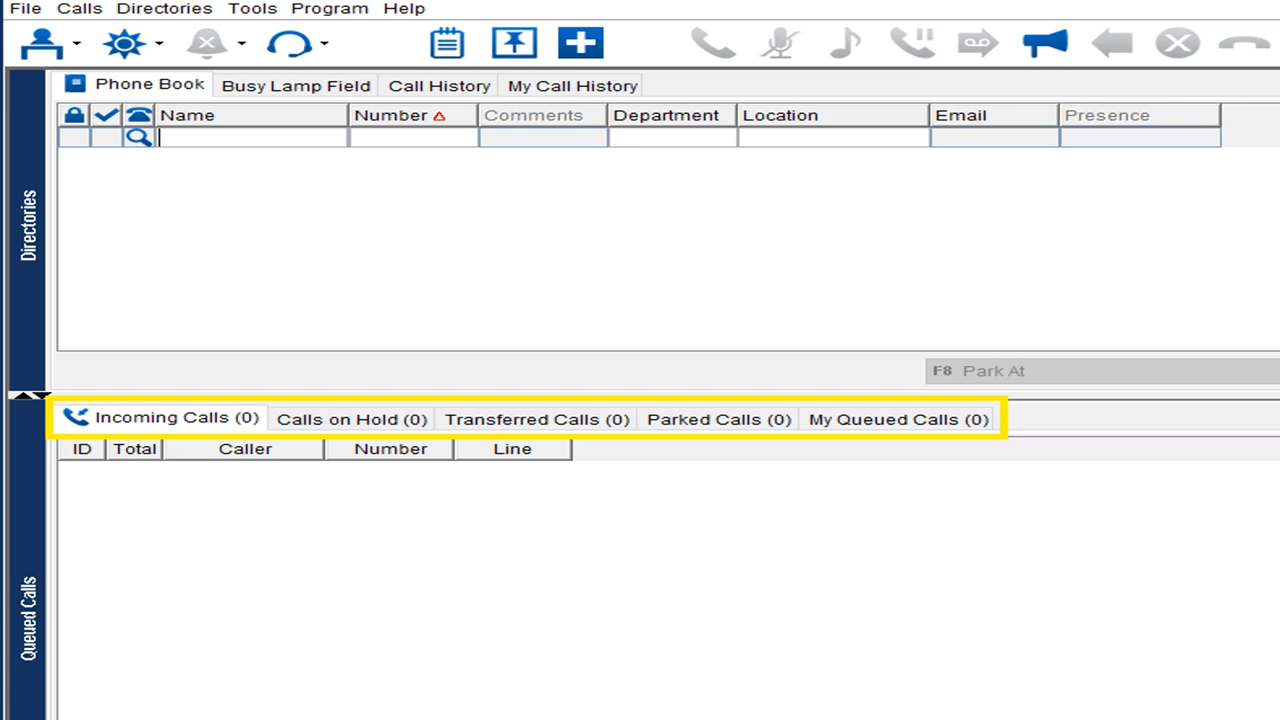 File Calls Directories Tools Program Help
Phone Book Busy Lamp Field Call History My Call History
Name Number Comments Department Location Email Presence
Directories
F8 Park At
Incoming Calls (0) Calls on Hold (0) Transferred Calls (0) Parked Calls (0) My Queued Calls (0)
ID Total Caller Number Line
Queued Calls